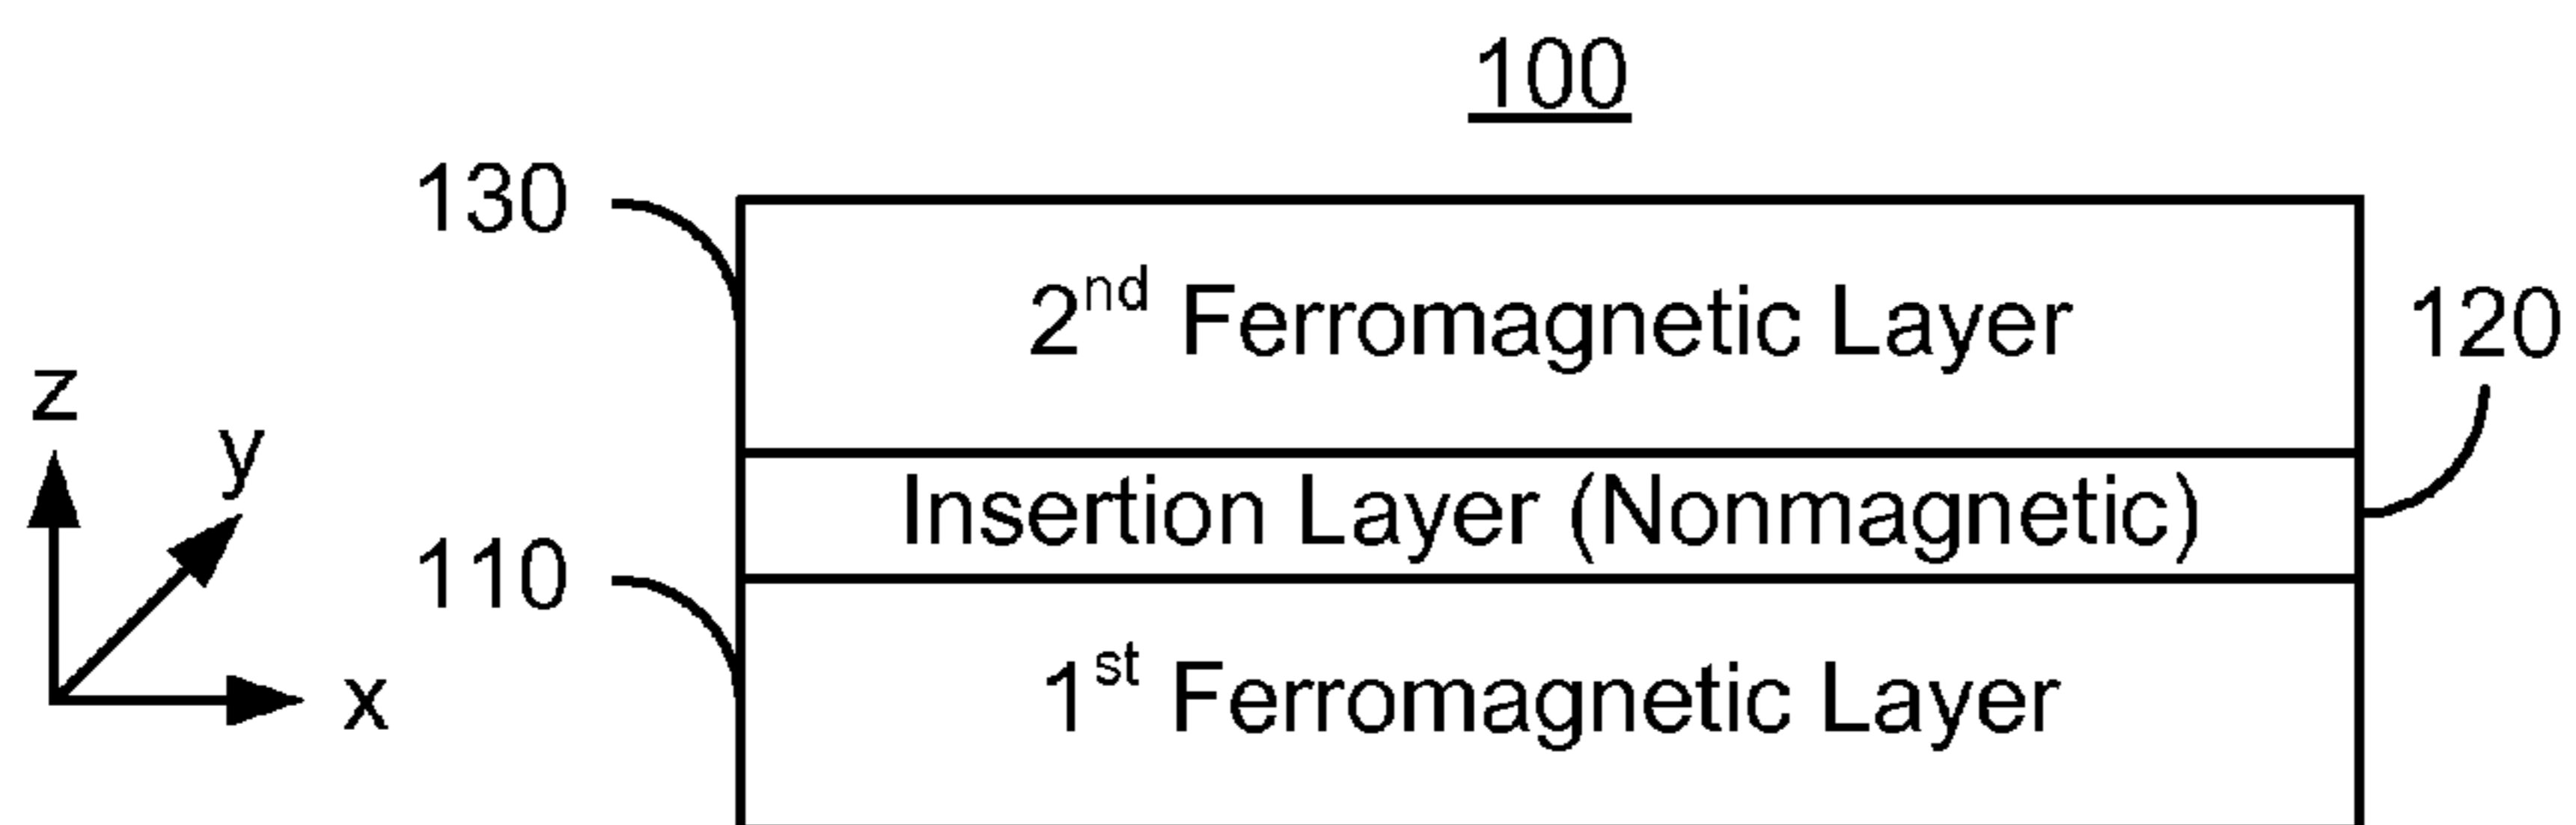 100
130
2nd Ferromagnetic Layer
120
z
y
Insertion Layer (Nonmagnetic)
110
1st Ferromagnetic Layer
x